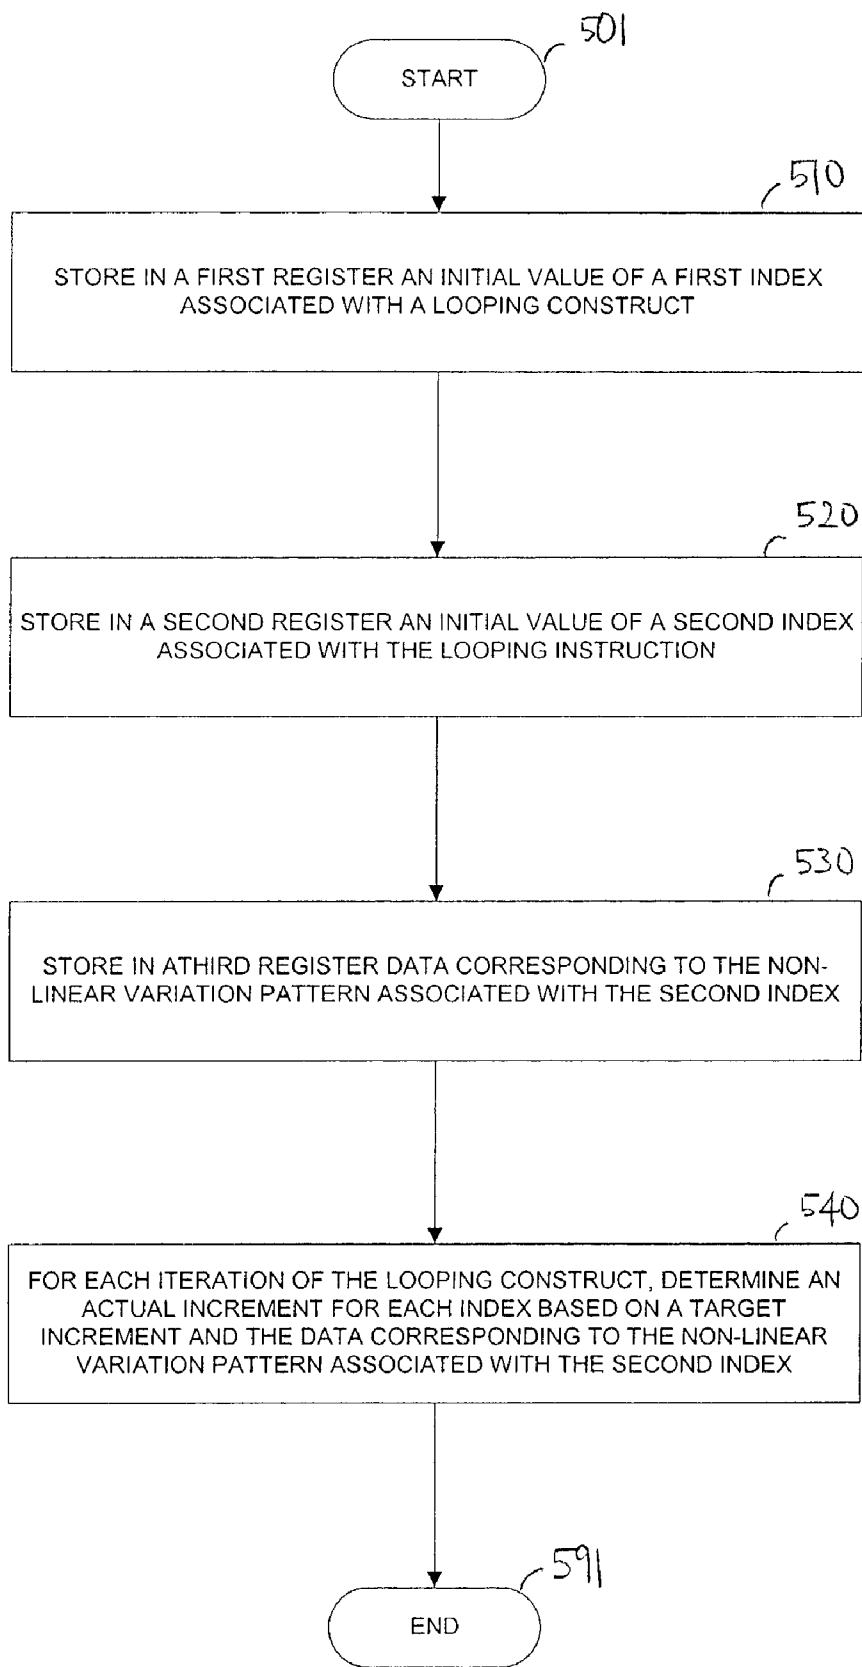 501
START
510
STORE IN A FIRST REGISTER AN INITIAL VALUE OF A FIRST INDEX
ASSOCIATED WITH A LOOPING CONSTRUCT
520
STORE IN A SECOND REGISTER AN INITIAL VALUE OF A SECOND INDEX
ASSOCIATED WITH THE LOOPING INSTRUCTION
530
STORE IN ATHIRD REGISTER DATA CORRESPONDING TO THE NON-
LINEAR VARIATION PATTERN ASSOCIATED WITH THE SECOND INDEX
540
FOR EACH ITERATION OF THE LOOPING CONSTRUCT, DETERMINE AN
ACTUAL INCREMENT FOR EACH INDEX BASED ON A TARGET
INCREMENT AND THE DATA CORRESPONDING TO THE NON-LINEAR
VARIATION PATTERN ASSOCIATED WITH THE SECOND INDEX
591
END